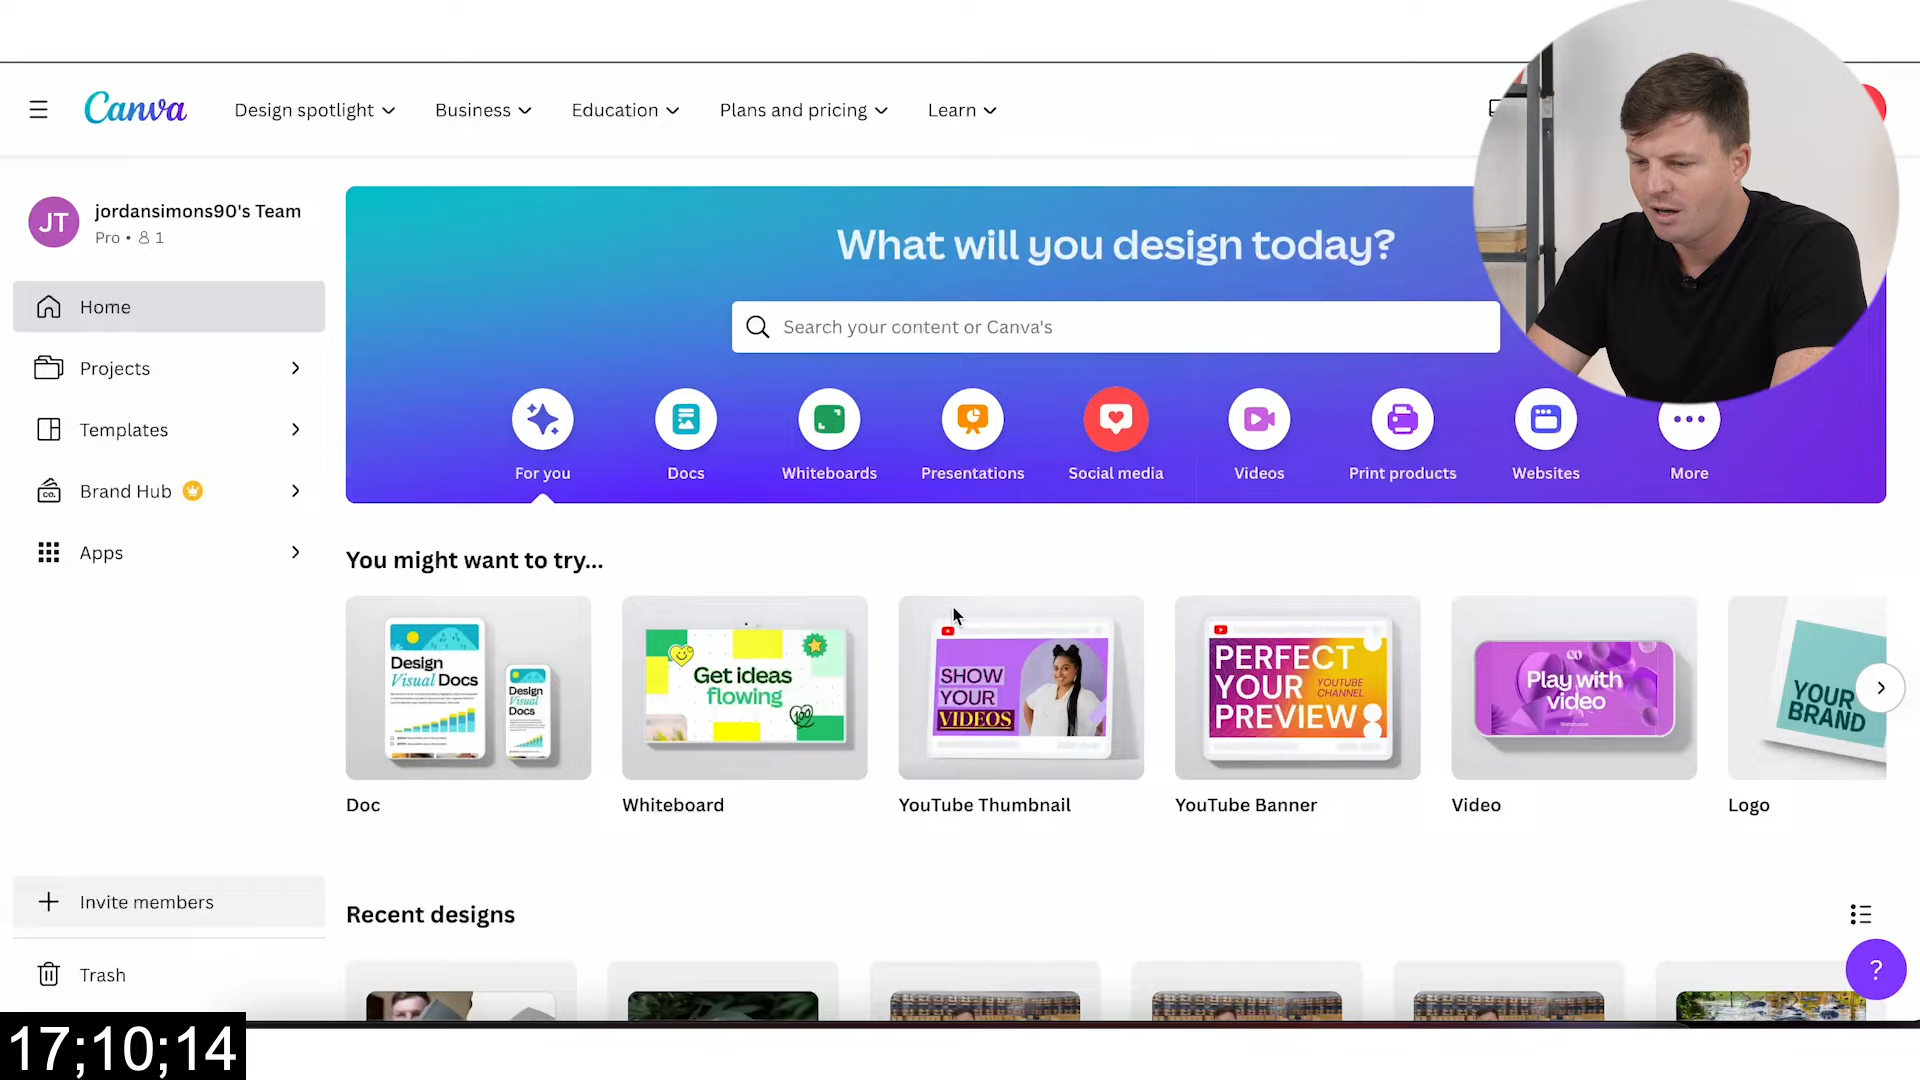 Canva
Design spotlight
Business
Education
Plans and pricing
Learn
JT
jordansimons90's Team
Pro • 1
Home
Projects
Templates
Brand Hub
CO.
Apps
What will you design today?
Search your content or Canva's
For you
Docs
Whiteboards
Presentations
Social media
Videos
Print products
Websites
More
You might want to try...
Design
Visual Docs
Design
Visual
Docs
Get ideas
flowing
100
SHOW
YOUR
VIDEOS
PERFECT
YOUR
PREVIEW
YOUTUBE
CHANNEL
Play with
video
YOUR
BRAND
Doc
Whiteboard
YouTube Thumbnail
YouTube Banner
Video
Logo
Invite members
Recent designs
Trash
?
17;10;14